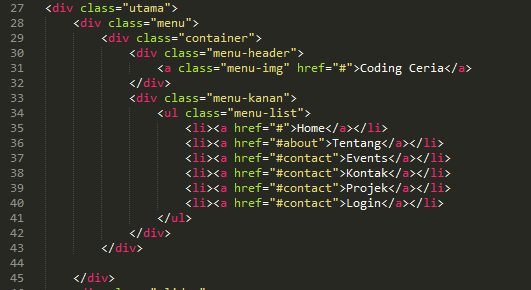 27 <div class="utama">
28 <div class="menu">
29 <div class="container">
30 <div class="menu-header">
31 <a class="menu-img" href="#">Coding Ceria</a>
32 </div>
33 <div class="menu-kanan">
34 <ul class="menu-list">
35 <li><a href="#">Home</a></li>
36 <li><a href="#about">Tentang</a></li>
37 <li><a href="#contact">Events</a></li>
38 <li><a href="#contact">Kontak</a></li>
39 <li><a href="#contact">Projek</a></li>
40 <li><a href="#contact">Login</a></li>
41 </ul>
42 </div>
43 </div>
44
45 </div>